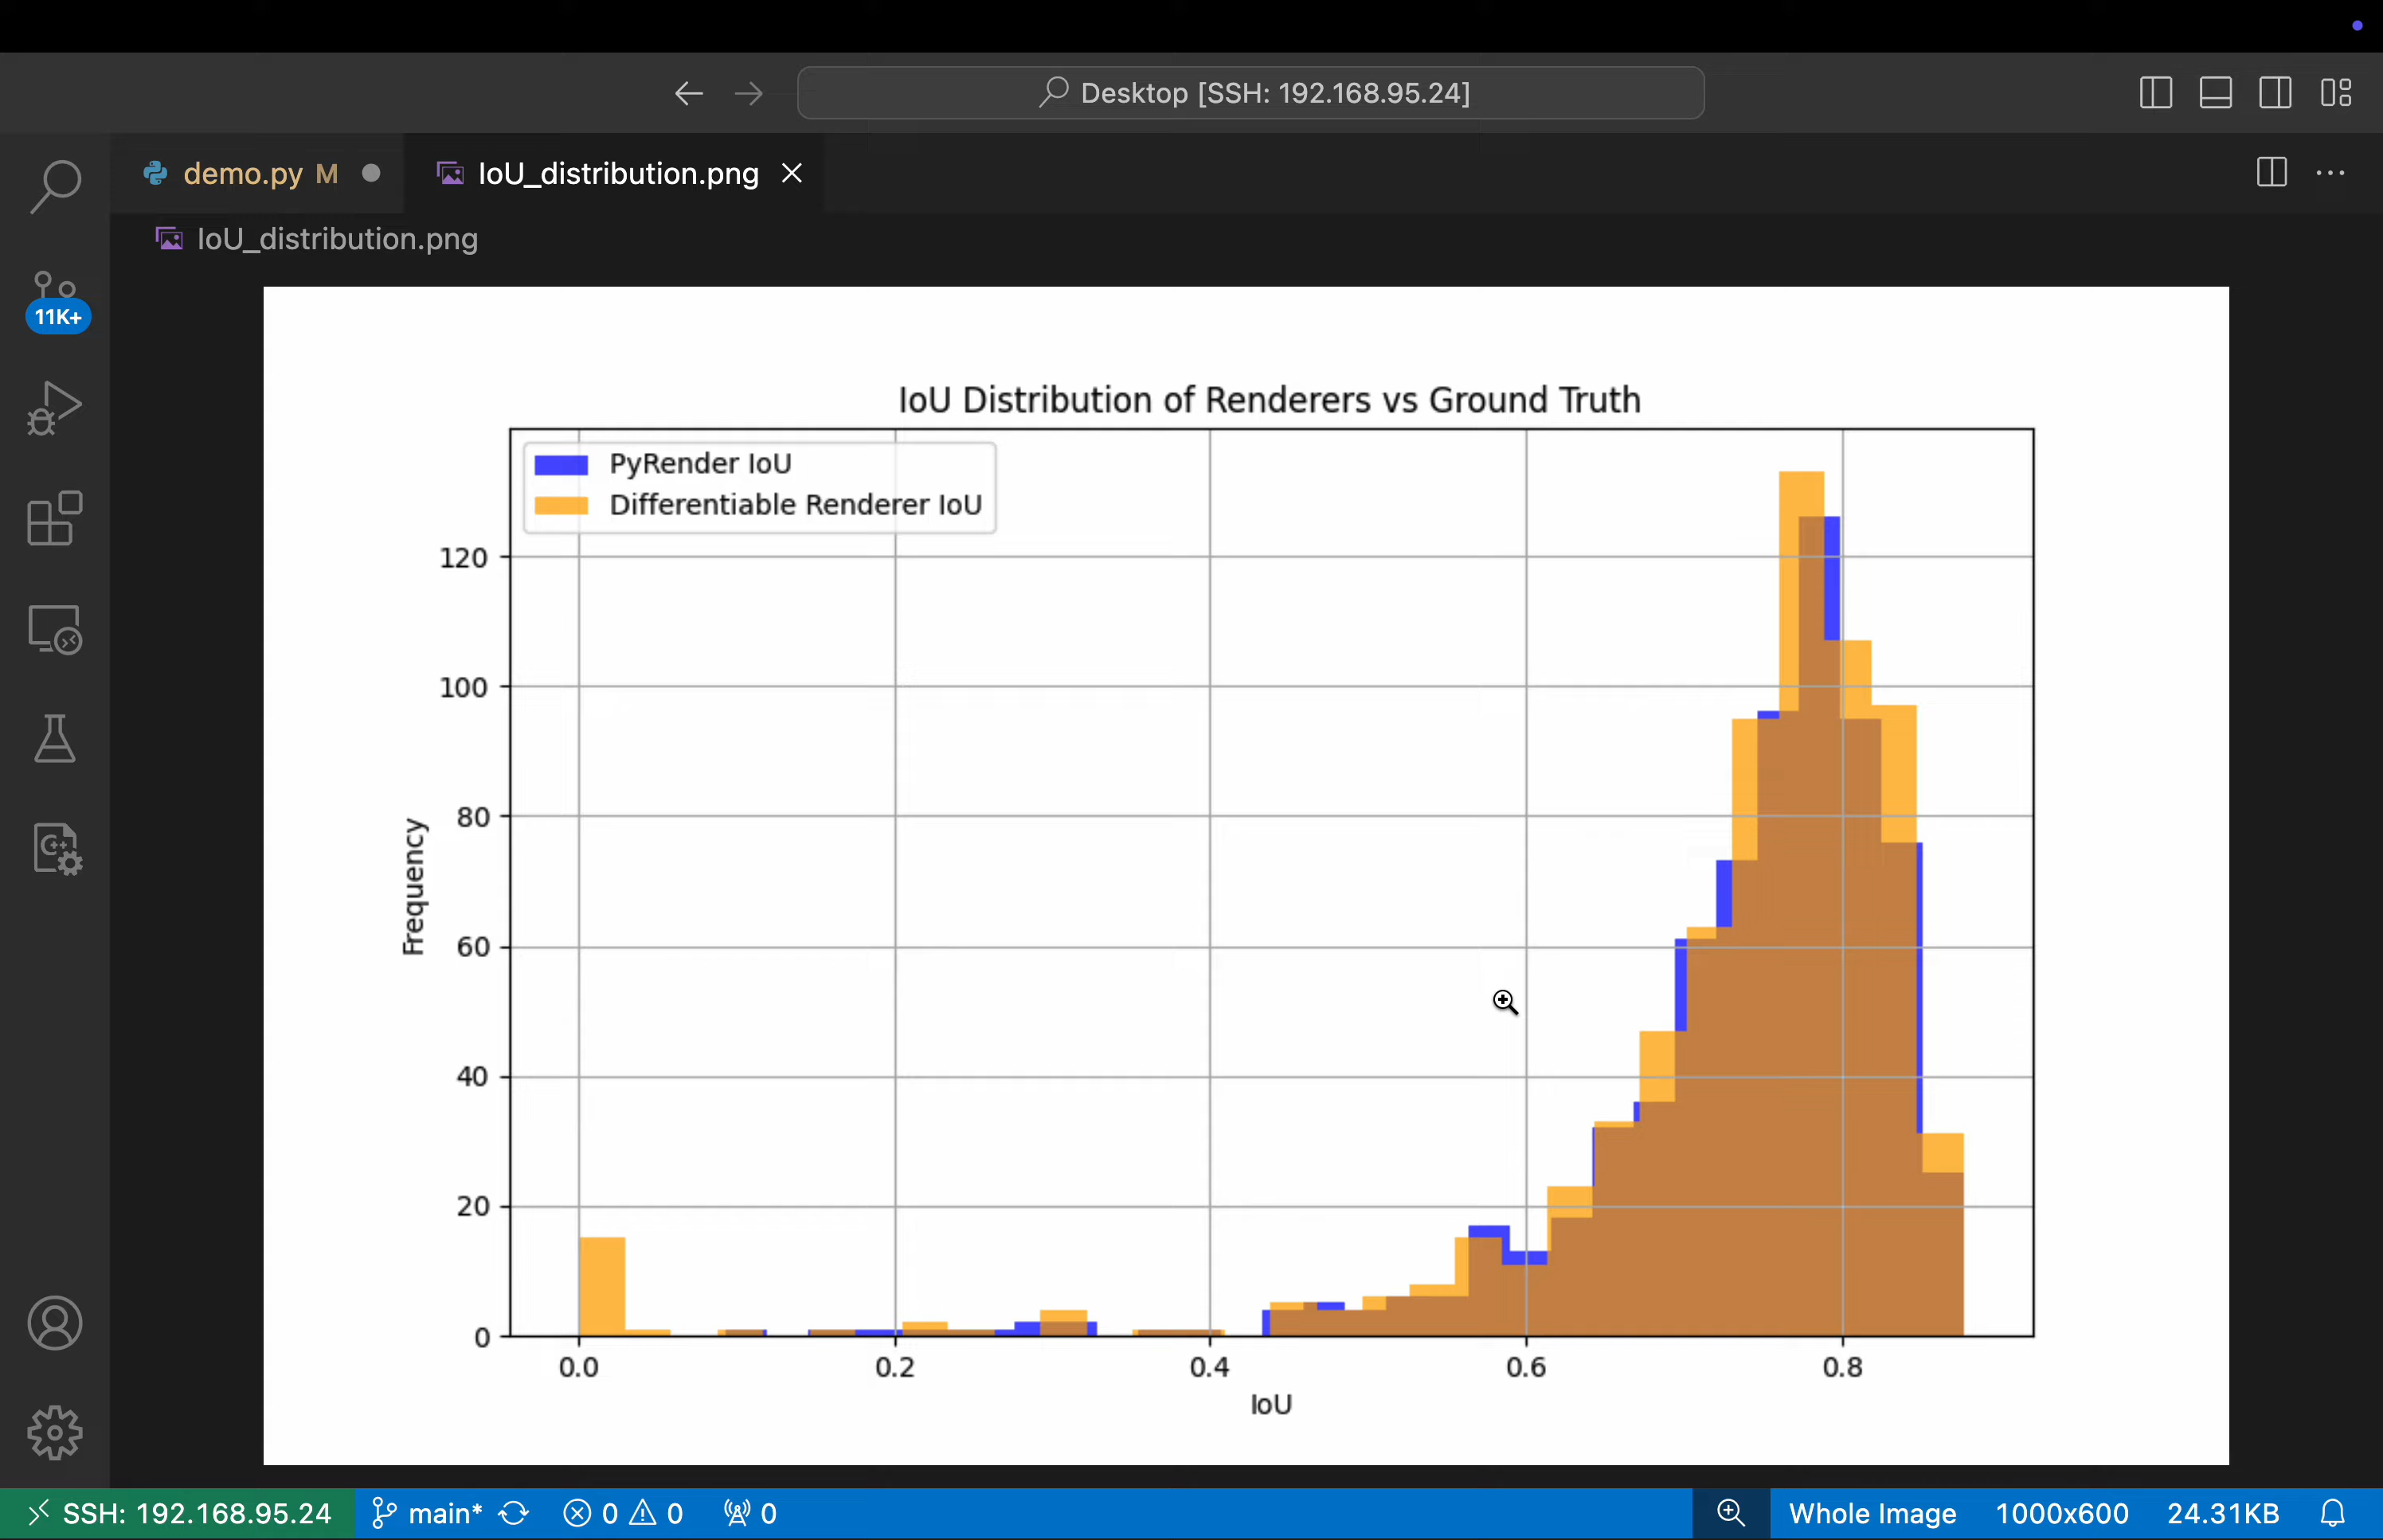 Desktop [SSH: 192.168.95.24]
demo.py M
IoU_distribution.png
IoU_distribution.png
11K+
IoU Distribution of Renderers vs Ground Truth
PyRender IoU
Differentiable Renderer IoU
120
100
80
60
40
20
0
Frequency
0.0 0.2 0.4 0.6 0.8
IoU
C++
SSH: 192.168.95.24 main* 0 0 0 Whole Image 1000x600 24.31KB